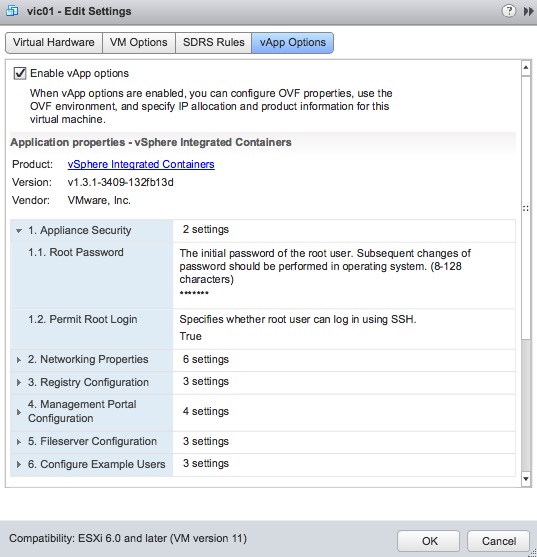 vic01 - Edit Settings
Virtual Hardware VM Options SDRS Rules vApp Options
Enable vApp options
When vApp options are enabled, you can configure OVF properties, use the
OVF environment, and specify IP allocation and product information for this
virtual machine.
Application properties - vSphere Integrated Containers
Product: vSphere Integrated Containers
Version: v1.3.1-3409-132fb13d
Vendor: VMware, Inc.
1. Appliance Security 2 settings
1.1. Root Password The initial password of the root user. Subsequent changes of
password should be performed in operating system. (8-128
characters)
*******
1.2. Permit Root Login Specifies whether root user can log in using SSH.
True
2. Networking Properties 6 settings
3. Registry Configuration 3 settings
4. Management Portal
Configuration 4 settings
5. Fileserver Configuration 3 settings
6. Configure Example Users 3 settings
Compatibility: ESXi 6.0 and later (VM version 11) OK Cancel